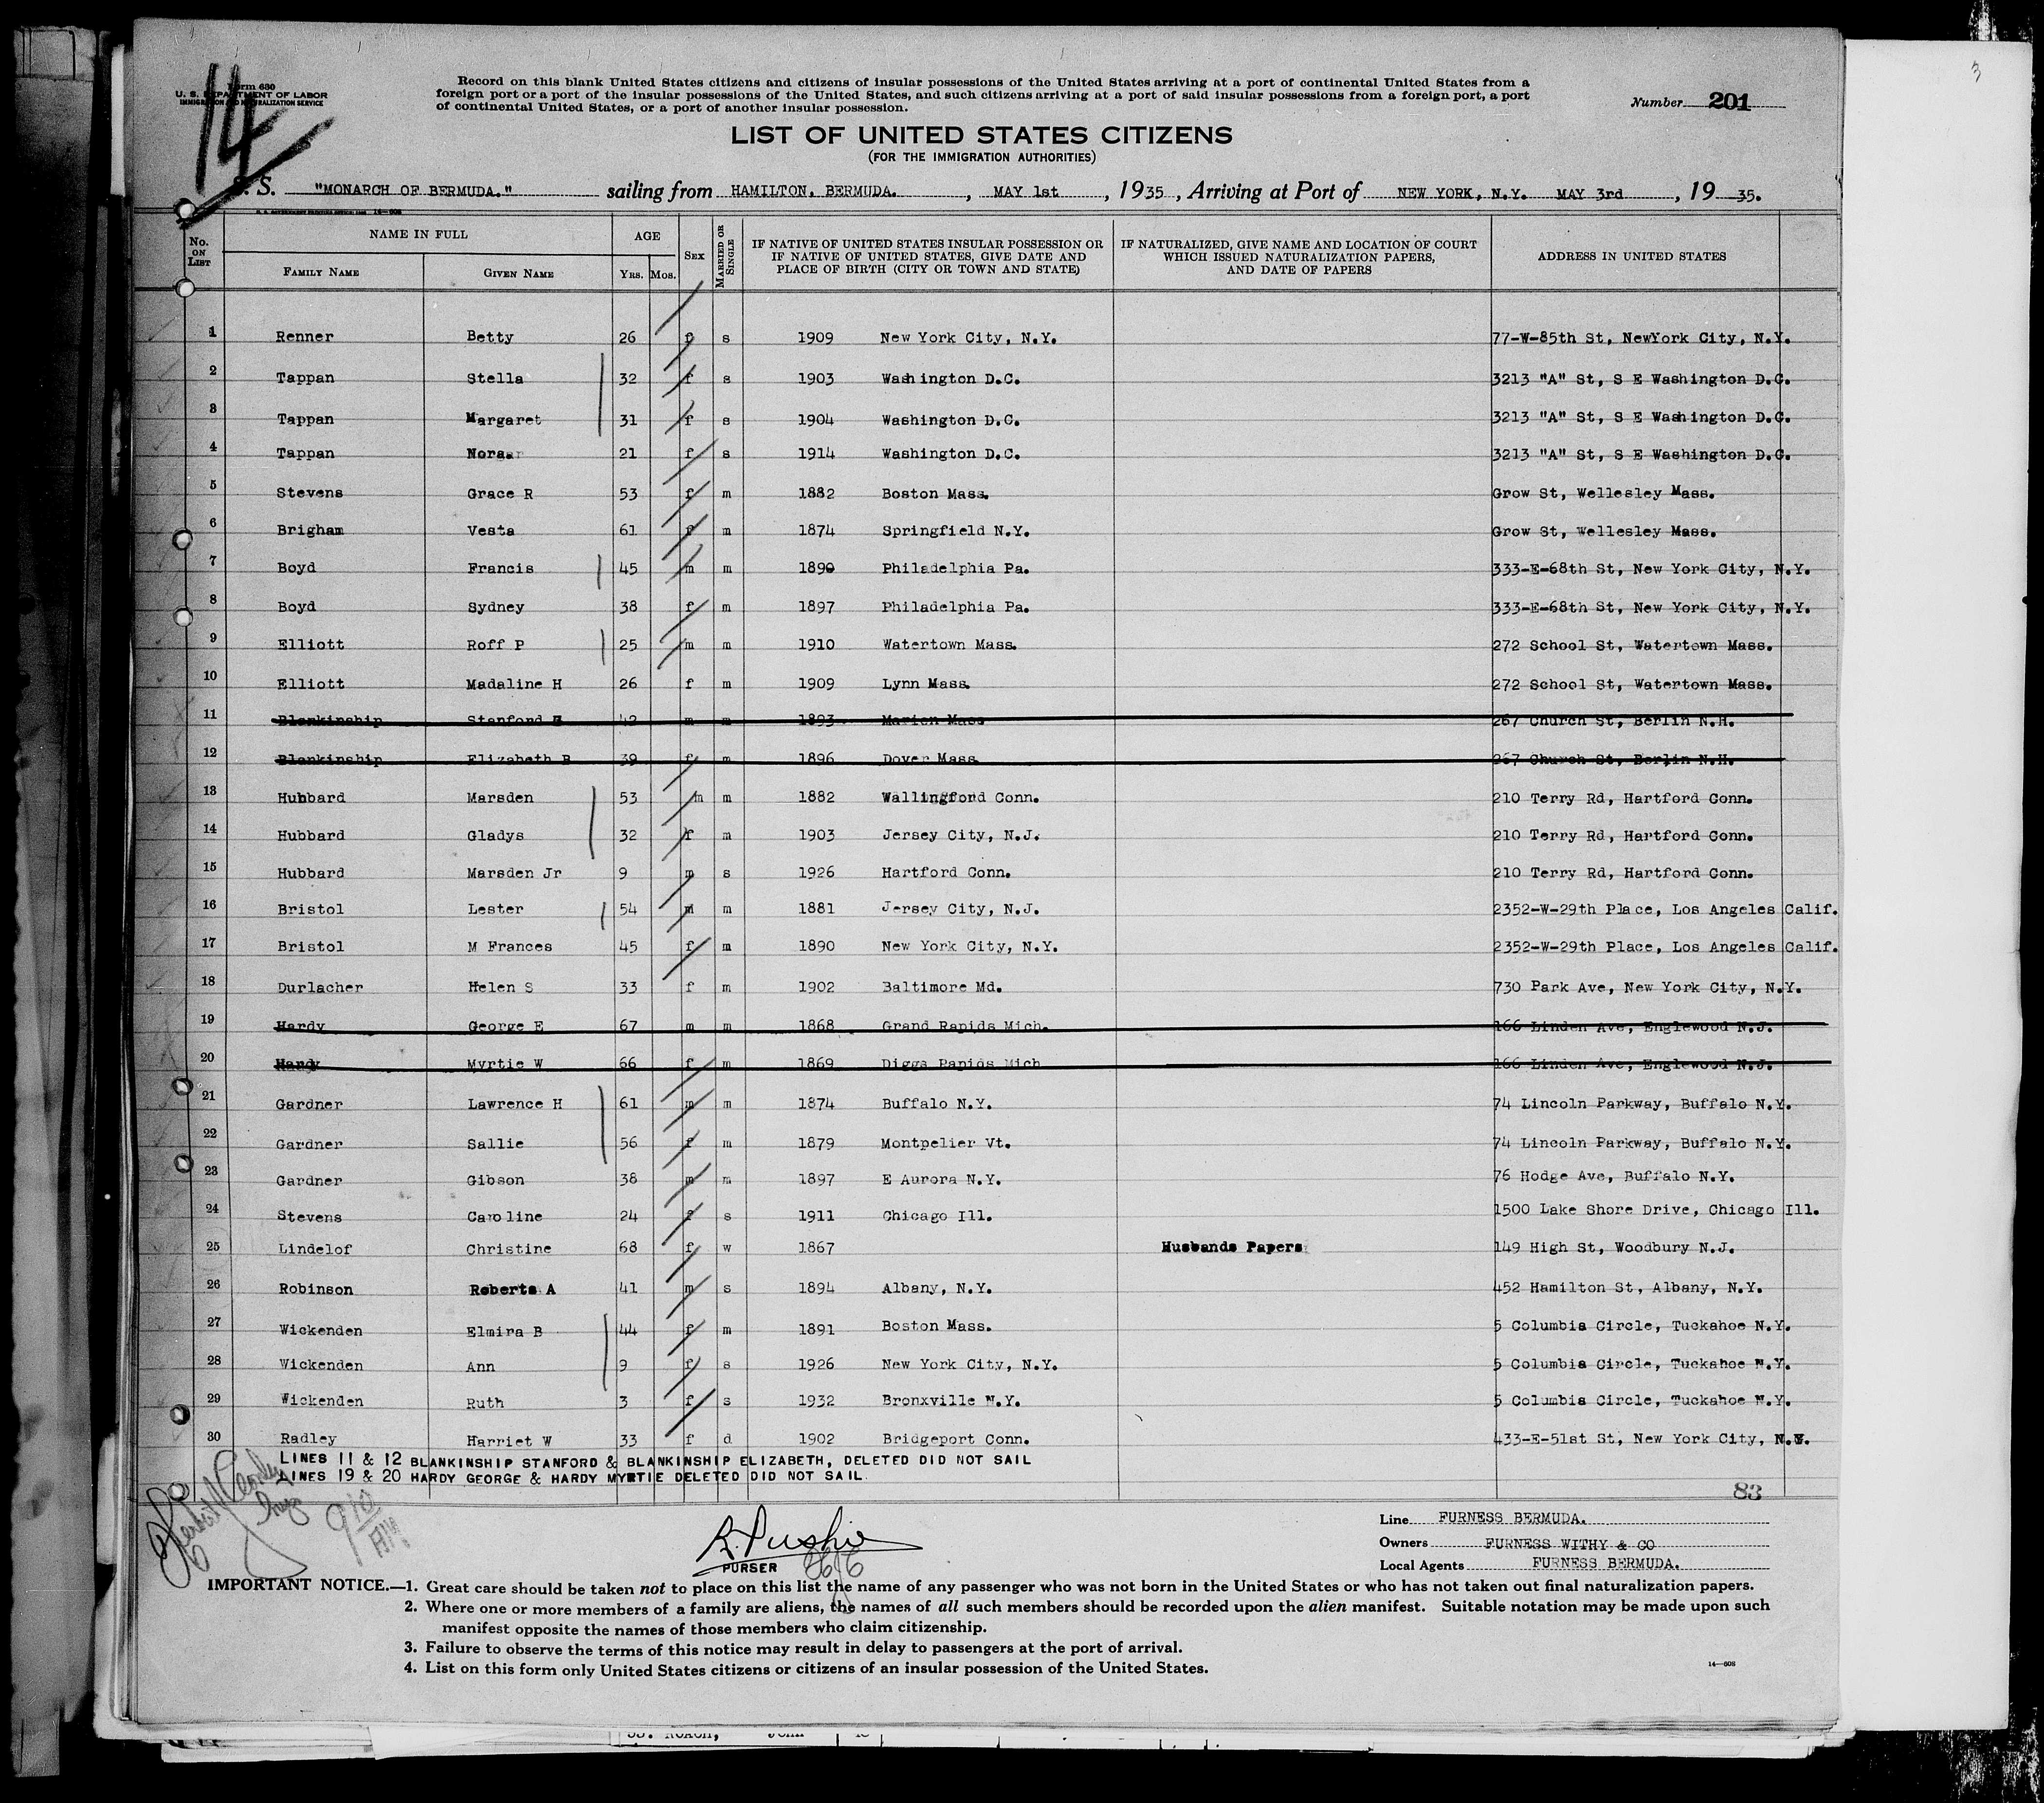 3
14
Form 630
U. S. DEPARTMENT OF LABOR
IMMIGRATION AND NATURALIZATION SERVICE
Record on this blank United States citizens and citizens of insular possessions of the United States arriving at a port of continental United States from a
foreign port or a port of the insular possessions of the United States, and such citizens arriving at a port of said insular possessions from a foreign port, a port
of continental United States, or a port of another insular possession.
Number 201
LIST OF UNITED STATES CITIZENS
(FOR THE IMMIGRATION AUTHORITIES)
S. S. "MONARCH OF BERMUDA." sailing from HAMILTON, BERMUDA. , MAY 1st , 1935 , Arriving at Port of NEW YORK, N.Y. MAY 3rd , 19 35.
No. ON LIST NAME IN FULL FAMILY NAME GIVEN NAME AGE YRS. MOS. SEX MARRIED OR SINGLE IF NATIVE OF UNITED STATES INSULAR POSSESSION OR IF NATIVE OF UNITED STATES, GIVE DATE AND PLACE OF BIRTH (CITY OR TOWN AND STATE) IF NATURALIZED, GIVE NAME AND LOCATION OF COURT WHICH ISSUED NATURALIZATION PAPERS, AND DATE OF PAPERS ADDRESS IN UNITED STATES
1 Renner Betty 26 f s 1909 New York City, N.Y. 77-W-85th St, NewYork City, N.Y.
2 Tappan Stella 32 f s 1903 Washington D.C. 3213 "A" St, S E Washington D.C.
3 Tappan Margaret 31 f s 1904 Washington D.C. 3213 "A" St, S E Washington D.C.
4 Tappan Nora 21 f s 1914 Washington D.C. 3213 "A" St, S E Washington D.C.
5 Stevens Grace R 53 f m 1882 Boston Mass. Grow St, Wellesley Mass.
6 Brigham Vesta 61 f m 1874 Springfield N.Y. Grow St, Wellesley Mass.
7 Boyd Francis 45 m m 1890 Philadelphia Pa. 333-E-68th St, New York City, N.Y.
8 Boyd Sydney 38 f m 1897 Philadelphia Pa. 333-E-68th St, New York City, N.Y.
9 Elliott Roff P 25 m m 1910 Watertown Mass. 272 School St, Watertown Mass.
10 Elliott Madaline H 26 f m 1909 Lynn Mass. 272 School St, Watertown Mass.
11 Blankinship Stanford E 42 m m 1893 Marion Mass 267 Church St, Berlin N.H.
12 Blankinship Elizabeth B 39 f m 1896 Dover Mass. 267 Church St, Berlin N.H.
13 Hubbard Marsden 53 m m 1882 Wallingford Conn. 210 Terry Rd, Hartford Conn.
14 Hubbard Gladys 32 f m 1903 Jersey City, N.J. 210 Terry Rd, Hartford Conn.
15 Hubbard Marsden Jr 9 m s 1926 Hartford Conn. 210 Terry Rd, Hartford Conn.
16 Bristol Lester 54 m m 1881 Jersey City, N.J. 2352-W-29th Place, Los Angeles Calif.
17 Bristol M Frances 45 f m 1890 New York City, N.Y. 2352-W-29th Place, Los Angeles Calif.
18 Durlacher Helen S 33 f m 1902 Baltimore Md. 730 Park Ave, New York City, N.Y.
19 Hardy George E 67 m m 1868 Grand Rapids Mich. 166 Linden Ave, Englewood N.J.
20 Hardy Myrtie W 66 f m 1869 Diggs Rapids Mich 166 Linden Ave, Englewood N.J.
21 Gardner Lawrence H 61 m m 1874 Buffalo N.Y. 74 Lincoln Parkway, Buffalo N.Y.
22 Gardner Sallie 56 f m 1879 Montpelier Vt. 74 Lincoln Parkway, Buffalo N.Y.
23 Gardner Gibson 38 m m 1897 E Aurora N.Y. 76 Hodge Ave, Buffalo N.Y.
24 Stevens Caroline 24 f s 1911 Chicago Ill. 1500 Lake Shore Drive, Chicago Ill.
25 Lindelof Christine 68 f w 1867 Husbands Papers 149 High St, Woodbury N.J.
26 Robinson Roberts A 41 m s 1894 Albany, N.Y. 452 Hamilton St, Albany, N.Y.
27 Wickenden Elmira B 44 f m 1891 Boston Mass. 5 Columbia Circle, Tuckahoe N.Y.
28 Wickenden Ann 9 f s 1926 New York City, N.Y. 5 Columbia Circle, Tuckahoe N.Y.
29 Wickenden Ruth 3 f s 1932 Bronxville N.Y. 5 Columbia Circle, Tuckahoe N.Y.
30 Radley Harriet W 33 f d 1902 Bridgeport Conn. 433-E-51st St, New York City, N.Y.
LINES 11 & 12 BLANKINSHIP STANFORD & BLANKINSHIP ELIZABETH, DELETED DID NOT SAIL
LINES 19 & 20 HARDY GEORGE & HARDY MYRTIE DELETED DID NOT SAIL.
83
910 AM
PURSER
Line FURNESS BERMUDA.
Owners FURNESS WITHY & CO
Local Agents FURNESS BERMUDA.
IMPORTANT NOTICE.—1. Great care should be taken not to place on this list the name of any passenger who was not born in the United States or who has not taken out final naturalization papers.
2. Where one or more members of a family are aliens, the names of all such members should be recorded upon the alien manifest. Suitable notation may be made upon such
manifest opposite the names of those members who claim citizenship.
3. Failure to observe the terms of this notice may result in delay to passengers at the port of arrival.
4. List on this form only United States citizens or citizens of an insular possession of the United States.
14—508